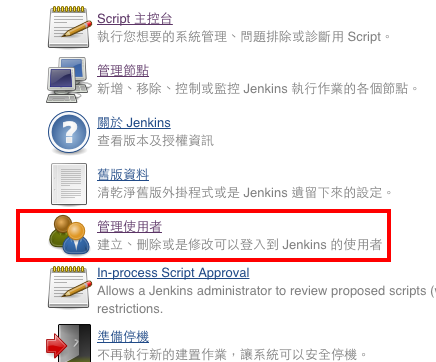 Script 主控台
執行您想要的系統管理、問題排除或診斷用 Script。
管理節點
新增、移除、控制或監控 Jenkins 執行作業的各個節點。
關於 Jenkins
查看版本及授權資訊
舊版資料
清乾淨舊版外掛程式或是 Jenkins 遺留下來的設定。
管理使用者
建立、刪除或是修改可以登入到 Jenkins 的使用者
In-process Script Approval
Allows a Jenkins administrator to review proposed scripts (
restrictions.
準備停機
不再執行新的建置作業，讓系統可以安全停機。